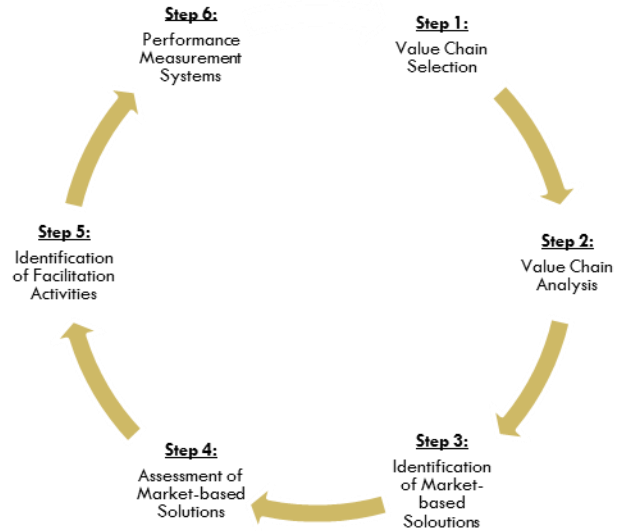 Step 1:
Value Chain
Selection
Step 2:
Value Chain
Analysis
Step 3:
Identification
of Market-
based
Soloutions
Step 4:
Assessment of
Market-based
Solutions
Step 5:
Identification
of Facilitation
Activities
Step 6:
Performance
Measurement
Systems